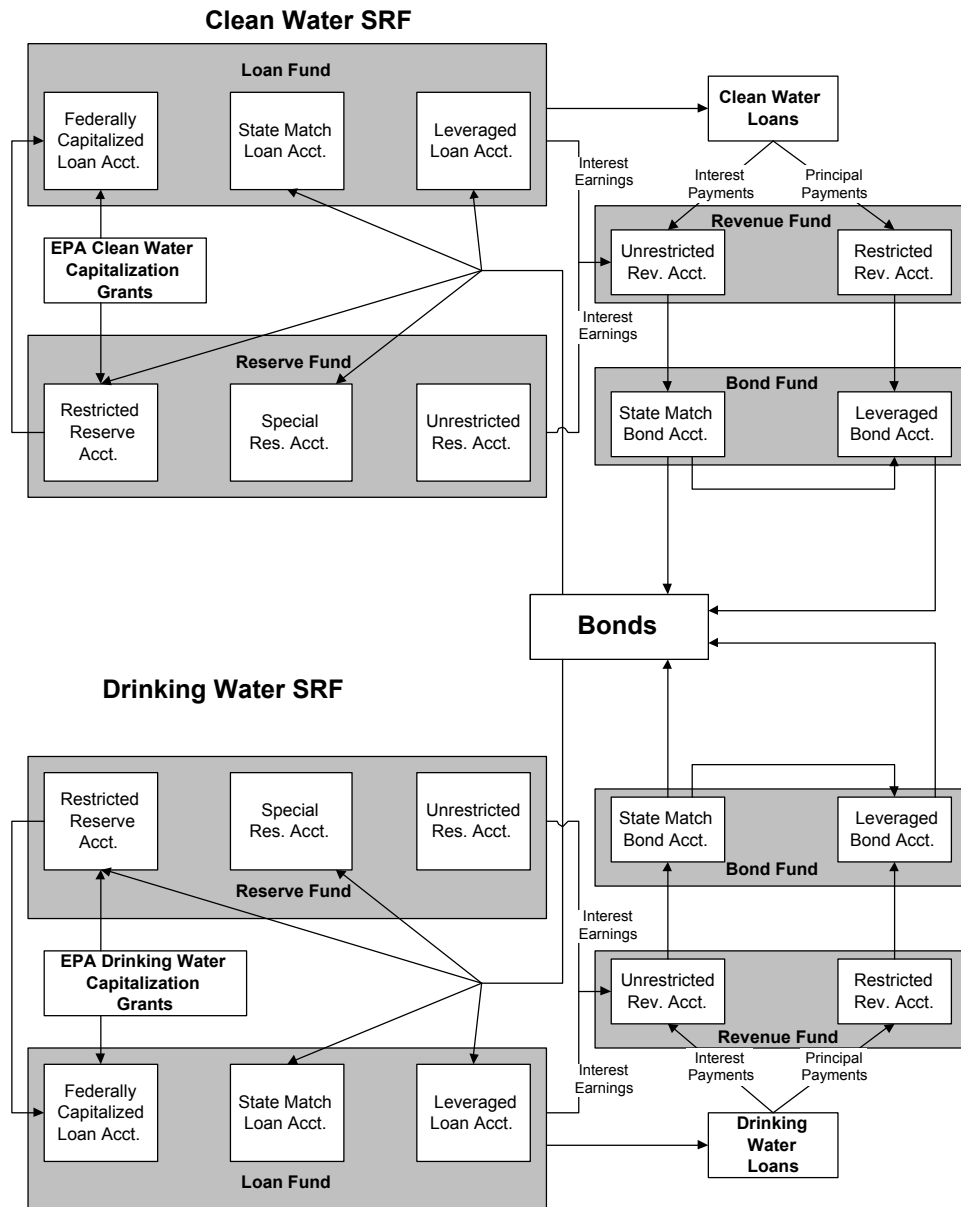 Clean Water SRF
Loan Fund
Federally
Capitalized
Loan Acct.
State Match
Loan Acct.
Leveraged
Loan Acct.
Clean Water
Loans
Interest
Earnings
Interest
Payments
Principal
Payments
Revenue Fund
Unrestricted
Rev. Acct.
Restricted
Rev. Acct.
EPA Clean Water
Capitalization
Grants
Interest
Earnings
Reserve Fund
Restricted
Reserve
Acct.
Special
Res. Acct.
Unrestricted
Res. Acct.
Bond Fund
State Match
Bond Acct.
Leveraged
Bond Acct.
Bonds
Drinking Water SRF
Restricted
Reserve
Acct.
Special
Res. Acct.
Unrestricted
Res. Acct.
Reserve Fund
State Match
Bond Acct.
Leveraged
Bond Acct.
Bond Fund
Interest
Earnings
EPA Drinking Water
Capitalization
Grants
Unrestricted
Rev. Acct.
Restricted
Rev. Acct.
Revenue Fund
Interest
Payments
Principal
Payments
Interest
Earnings
Federally
Capitalized
Loan Acct.
State Match
Loan Acct.
Leveraged
Loan Acct.
Loan Fund
Drinking
Water
Loans